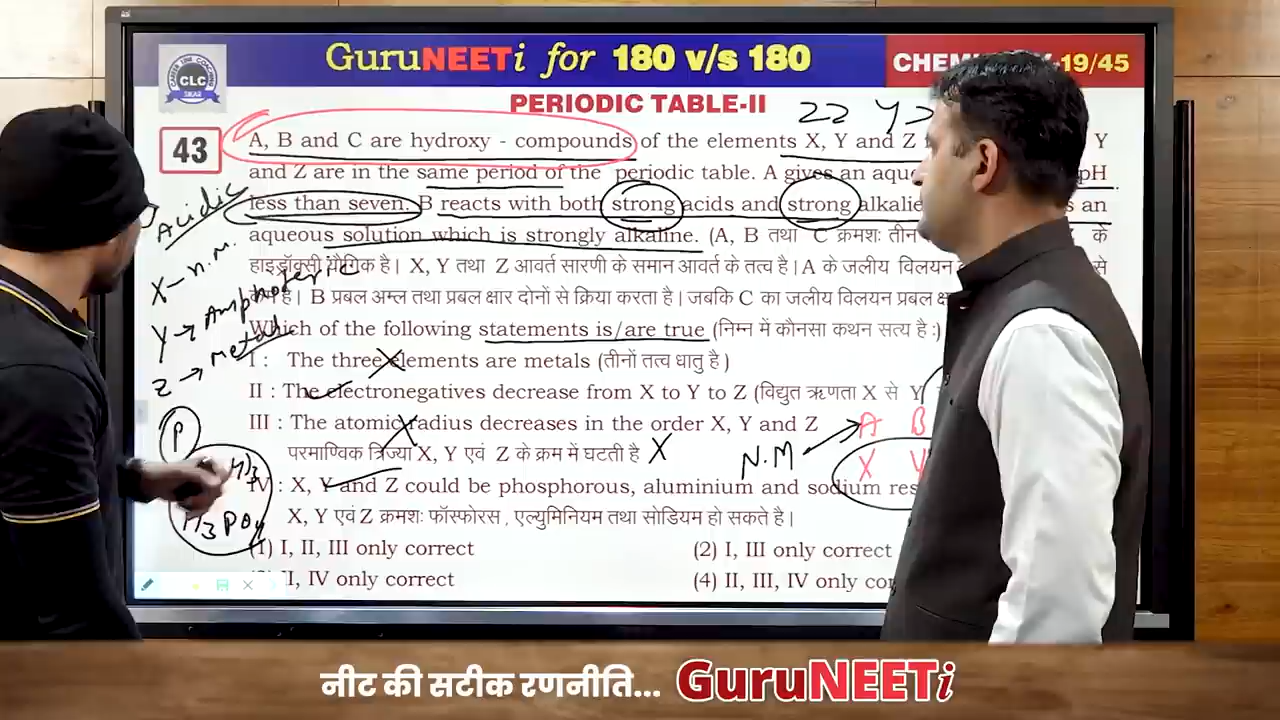 GuruNEETi for 180 v/s 180
CLC
SIKAR
19/45
PERIODIC TABLE-II
ZZ Y>
43
A, B and C are hydroxy - compounds of the elements X, Y and Z Y
and Z are in the same period of the periodic table. A gives an pH
less than seven. B reacts with both strong acids and strong an
aqueous solution which is strongly alkaline. (A, B तथा C क्रमशः तीन के
हाइड्रॉक्सी यौगिक है। X, Y तथा Z आवर्त सारणी के समान आवर्त के तत्व है। A के जलीय विलयन से
है। B प्रबल अम्ल तथा प्रबल क्षार दोनों से क्रिया करता है। जबकि C का जलीय विलयन प्रबल
Which of the following statements is/are true (निम्न में कौनसा कथन सत्य है :)
I : The three elements are metals (तीनों तत्व धातु है)
II : The electronegatives decrease from X to Y to Z (विद्युत ऋणता X से Y
III : The atomic radius decreases in the order X, Y and Z
परमाण्विक त्रिज्या X, Y एवं Z के क्रम में घटती है X
IV : X, Y and Z could be phosphorous, aluminium and sodium
X, Y एवं Z क्रमशः फॉस्फोरस, एल्युमिनियम तथा सोडियम हो सकते है।
(1) I, II, III only correct
(2) I, III only correct
II, IV only correct
(4) II, III, IV only
Acidic
X - n.m.
Y → Amphoteric
Z → metal
P
H3PO4
A B
N.M X Y
नीट की सटीक रणनीति... GuruNEETi